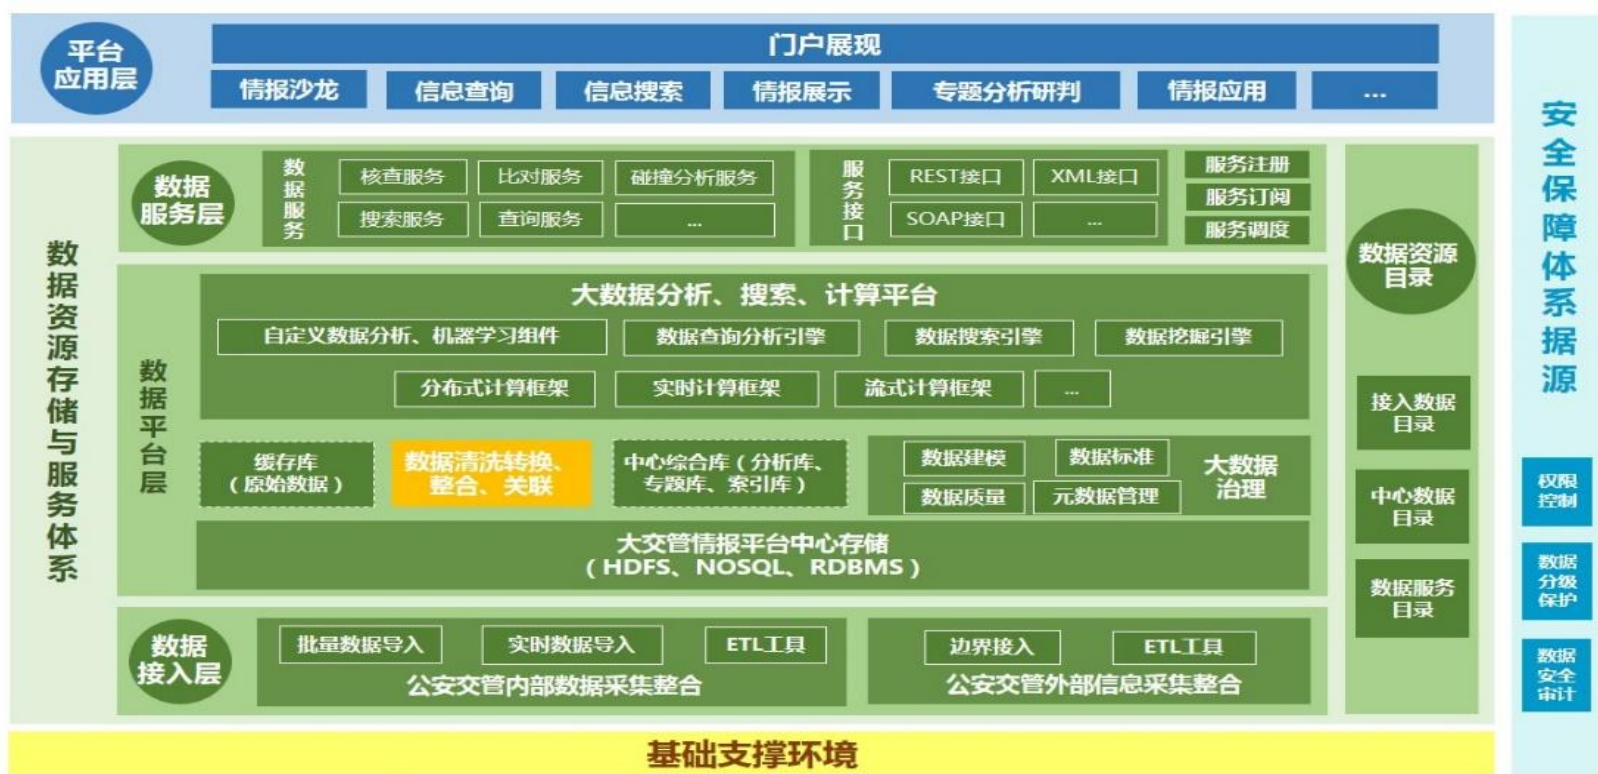 平台
应用层
门户展现
情报沙龙
信息查询
信息搜索
情报展示
专题分析研判
情报应用
...
数据资源存储与服务体系
数据
服务层
数据服务
核查服务
比对服务
碰撞分析服务
搜索服务
查询服务
...
服务接口
REST接口
XML接口
SOAP接口
...
服务注册
服务订阅
服务调度
数据平台层
大数据分析、搜索、计算平台
自定义数据分析、机器学习组件
数据查询分析引擎
数据搜索引擎
数据挖掘引擎
分布式计算框架
实时计算框架
流式计算框架
...
缓存库
（原始数据）
数据清洗转换、
整合、关联
中心综合库（分析库、
专题库、索引库）
数据建模
数据标准
数据质量
元数据管理
大数据
治理
大交管情报平台中心存储
（HDFS、NOSQL、RDBMS）
数据
接入层
批量数据导入
实时数据导入
ETL工具
公安交管内部数据采集整合
边界接入
ETL工具
公安交管外部信息采集整合
数据资源
目录
接入数据
目录
中心数据
目录
数据服务
目录
安全保障体系据源
权限
控制
数据
分级
保护
数据
安全
审计
基础支撑环境